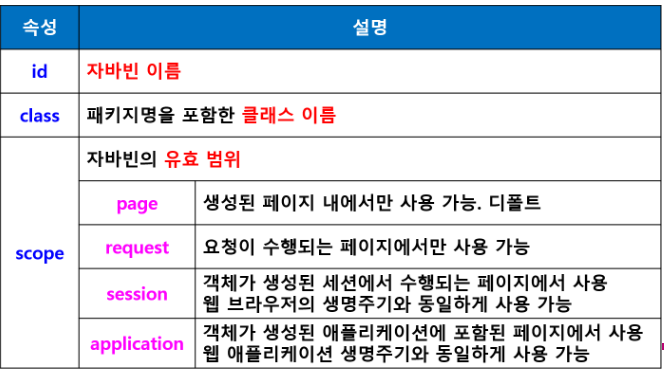 속성 설명
id 자바빈 이름
class 패키지명을 포함한 클래스 이름
scope 자바빈의 유효 범위
page 생성된 페이지 내에서만 사용 가능. 디폴트
request 요청이 수행되는 페이지에서만 사용 가능
session 객체가 생성된 세션에서 수행되는 페이지에서 사용
웹 브라우저의 생명주기와 동일하게 사용 가능
application 객체가 생성된 애플리케이션에 포함된 페이지에서 사용
웹 애플리케이션 생명주기와 동일하게 사용 가능